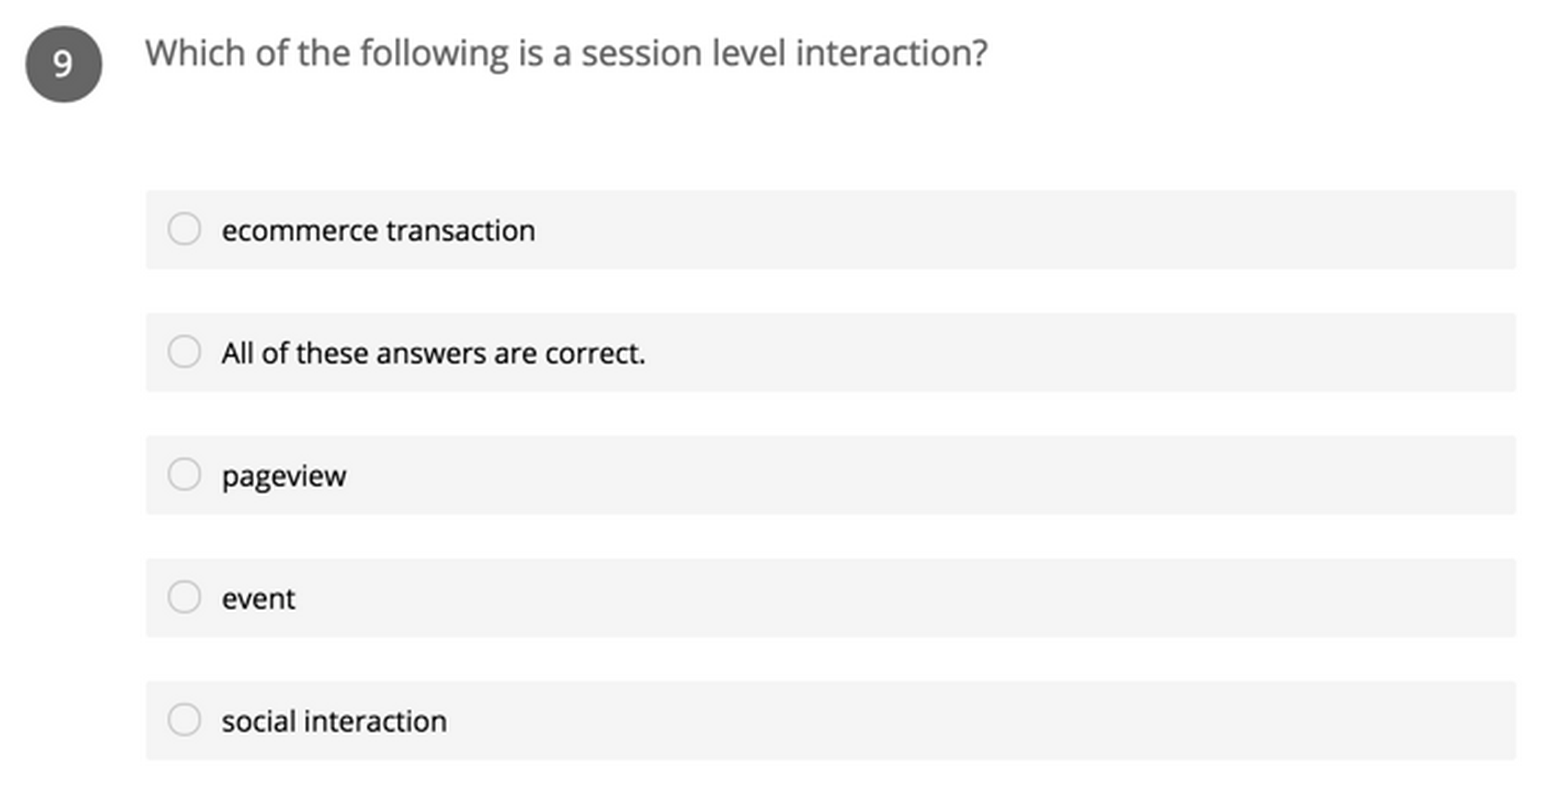 9 Which of the following is a session level interaction?
ecommerce transaction
All of these answers are correct.
pageview
event
social interaction